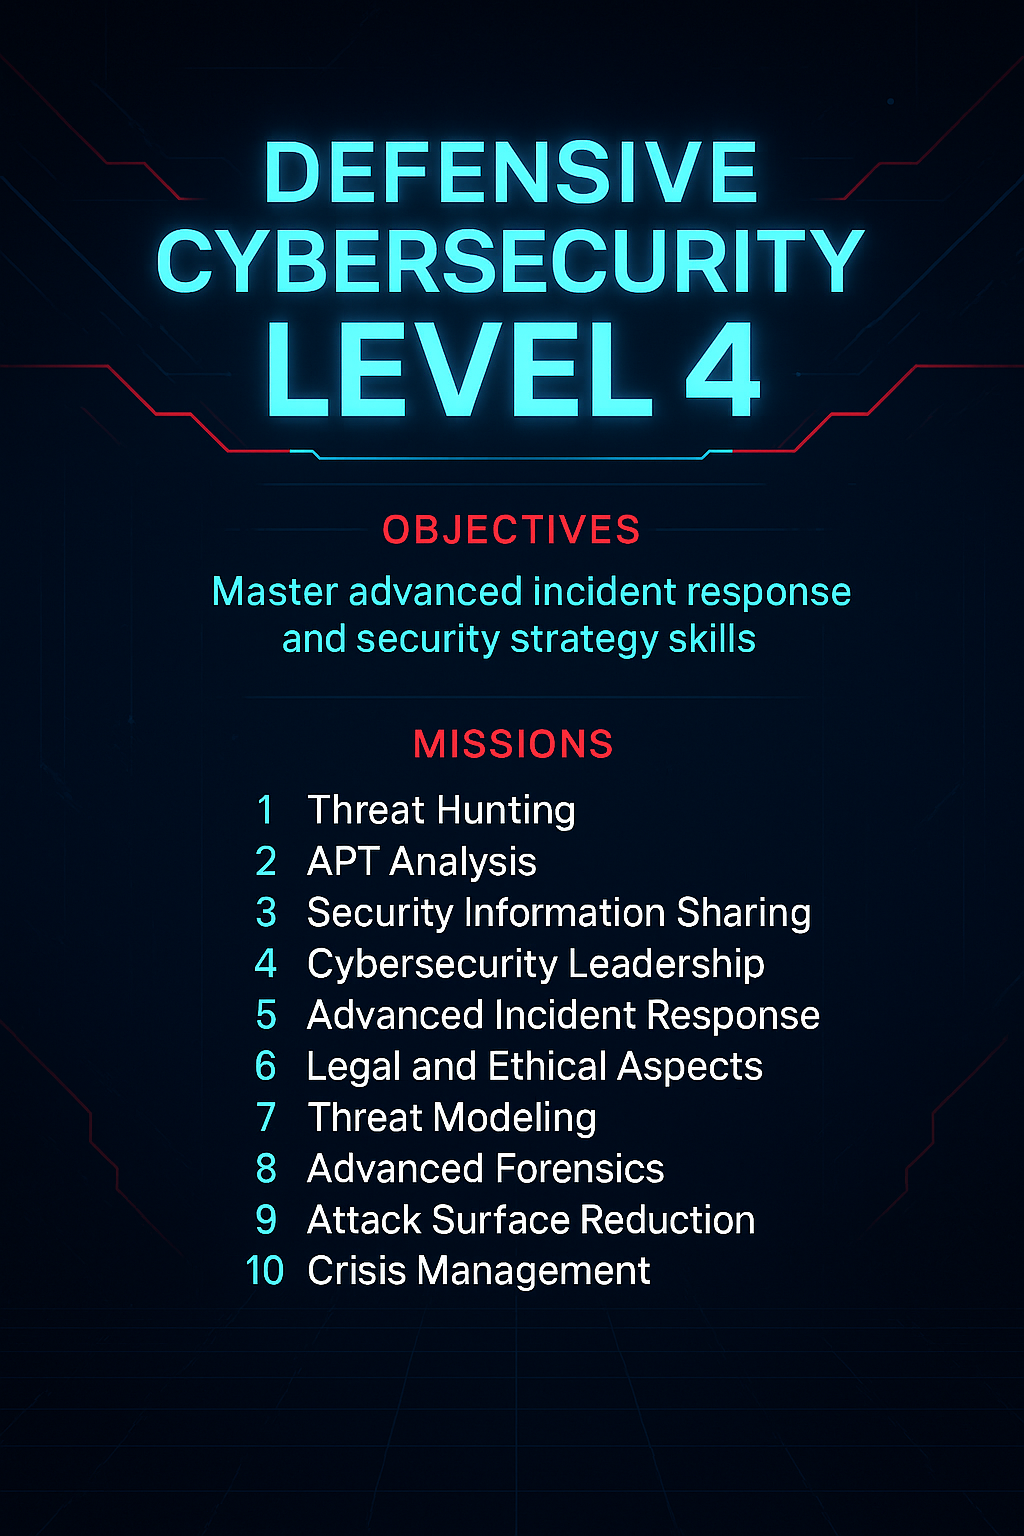 DEFENSIVE
CYBERSECURITY
LEVEL 4
OBJECTIVES
Master advanced incident response
and security strategy skills
MISSIONS
1 Threat Hunting
2 APT Analysis
3 Security Information Sharing
4 Cybersecurity Leadership
5 Advanced Incident Response
6 Legal and Ethical Aspects
7 Threat Modeling
8 Advanced Forensics
9 Attack Surface Reduction
10 Crisis Management